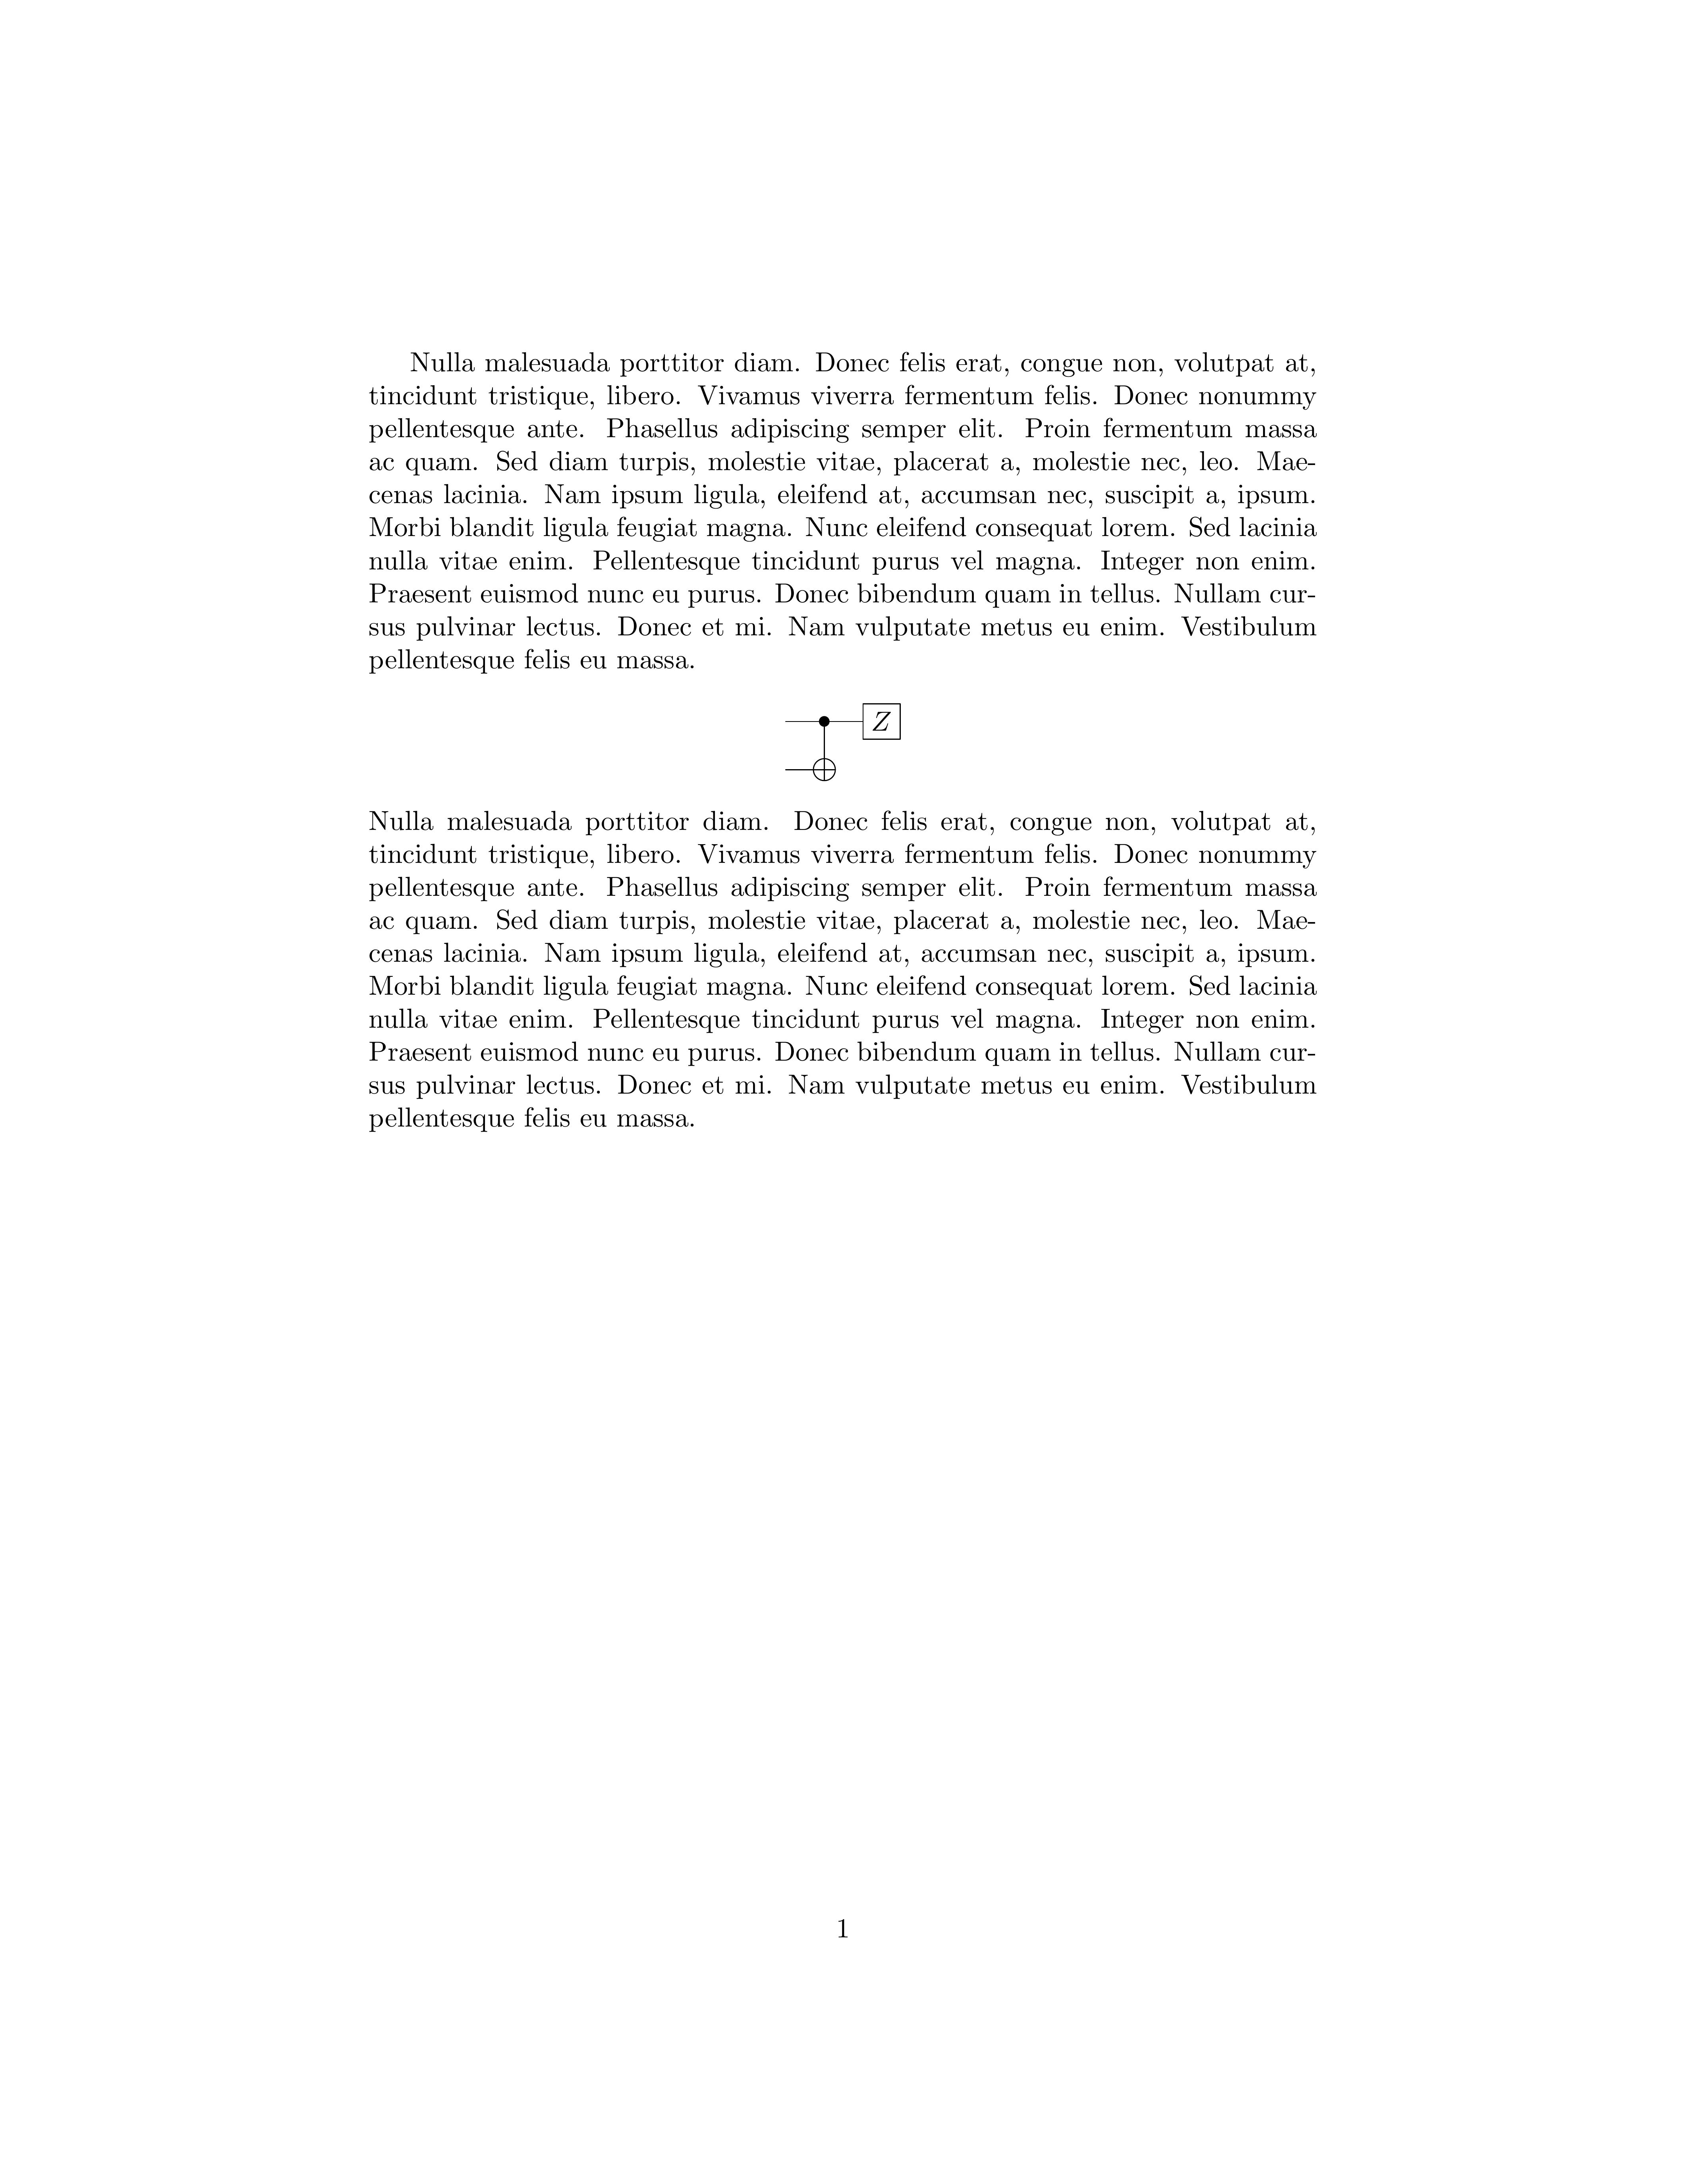 Nulla malesuada porttitor diam. Donec felis erat, congue non, volutpat at,
tincidunt tristique, libero. Vivamus viverra fermentum felis. Donec nonummy
pellentesque ante. Phasellus adipiscing semper elit. Proin fermentum massa
ac quam. Sed diam turpis, molestie vitae, placerat a, molestie nec, leo. Mae-
cenas lacinia. Nam ipsum ligula, eleifend at, accumsan nec, suscipit a, ipsum.
Morbi blandit ligula feugiat magna. Nunc eleifend consequat lorem. Sed lacinia
nulla vitae enim. Pellentesque tincidunt purus vel magna. Integer non enim.
Praesent euismod nunc eu purus. Donec bibendum quam in tellus. Nullam cur-
sus pulvinar lectus. Donec et mi. Nam vulputate metus eu enim. Vestibulum
pellentesque felis eu massa.
Z
Nulla malesuada porttitor diam. Donec felis erat, congue non, volutpat at,
tincidunt tristique, libero. Vivamus viverra fermentum felis. Donec nonummy
pellentesque ante. Phasellus adipiscing semper elit. Proin fermentum massa
ac quam. Sed diam turpis, molestie vitae, placerat a, molestie nec, leo. Mae-
cenas lacinia. Nam ipsum ligula, eleifend at, accumsan nec, suscipit a, ipsum.
Morbi blandit ligula feugiat magna. Nunc eleifend consequat lorem. Sed lacinia
nulla vitae enim. Pellentesque tincidunt purus vel magna. Integer non enim.
Praesent euismod nunc eu purus. Donec bibendum quam in tellus. Nullam cur-
sus pulvinar lectus. Donec et mi. Nam vulputate metus eu enim. Vestibulum
pellentesque felis eu massa.
1